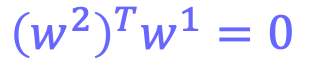 (w²)ᵀw¹ = 0